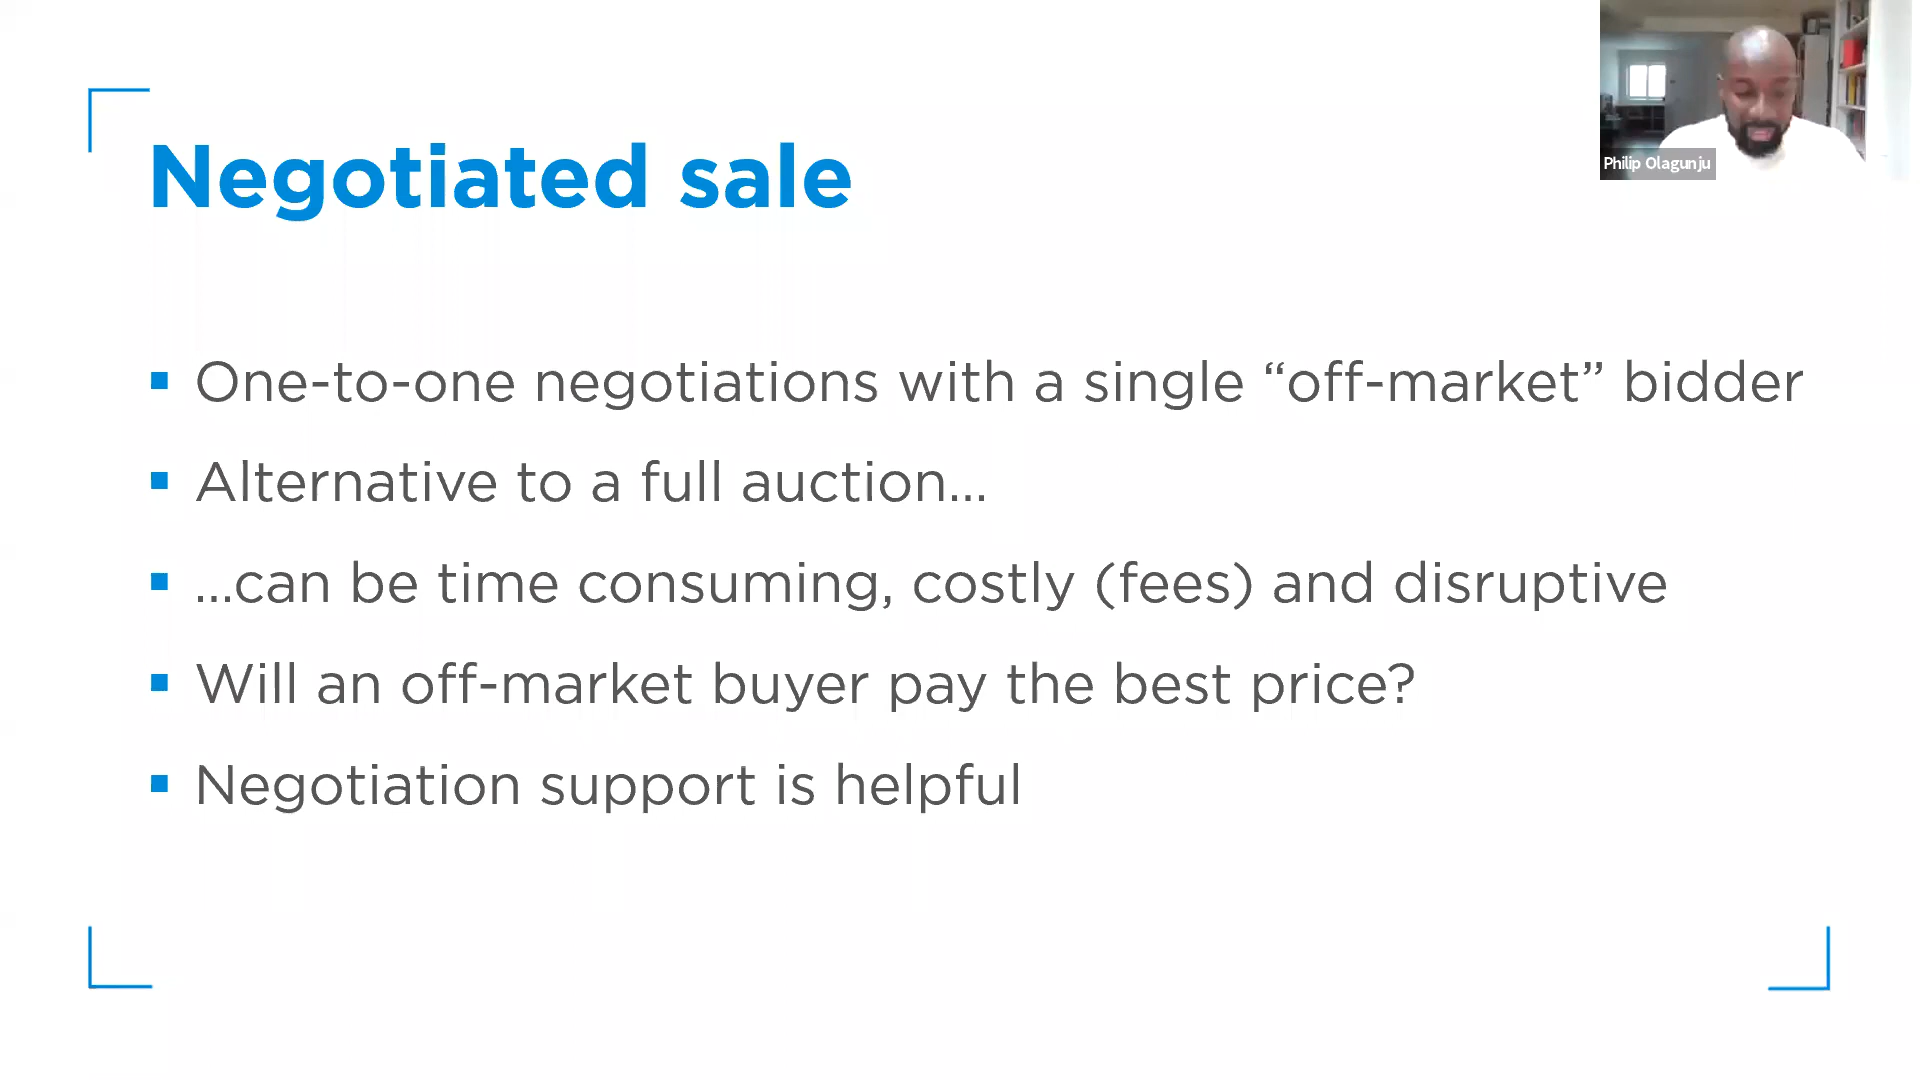 Negotiated sale
One-to-one negotiations with a single “off-market” bidder
Alternative to a full auction...
...can be time consuming, costly (fees) and disruptive
Will an off-market buyer pay the best price?
Negotiation support is helpful
Philip Olagunju